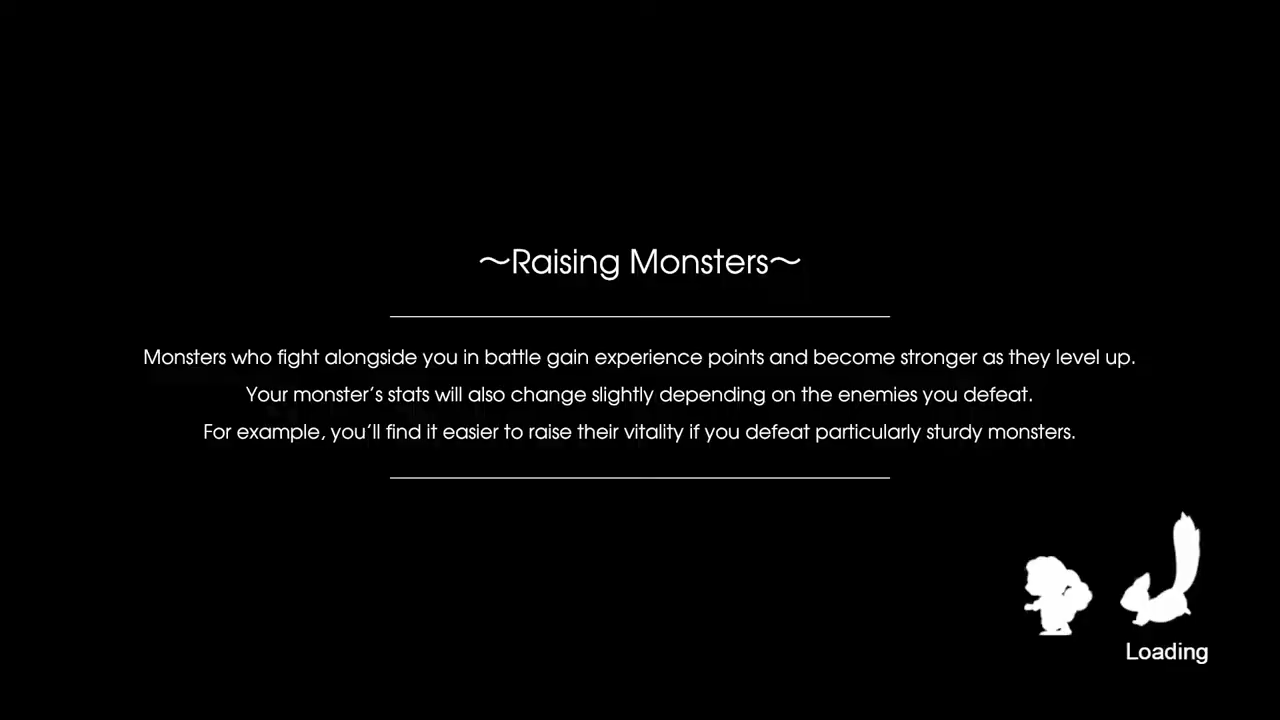 ～Raising Monsters～
Monsters who fight alongside you in battle gain experience points and become stronger as they level up.
Your monster’s stats will also change slightly depending on the enemies you defeat.
For example, you’ll find it easier to raise their vitality if you defeat particularly sturdy monsters.
Loading